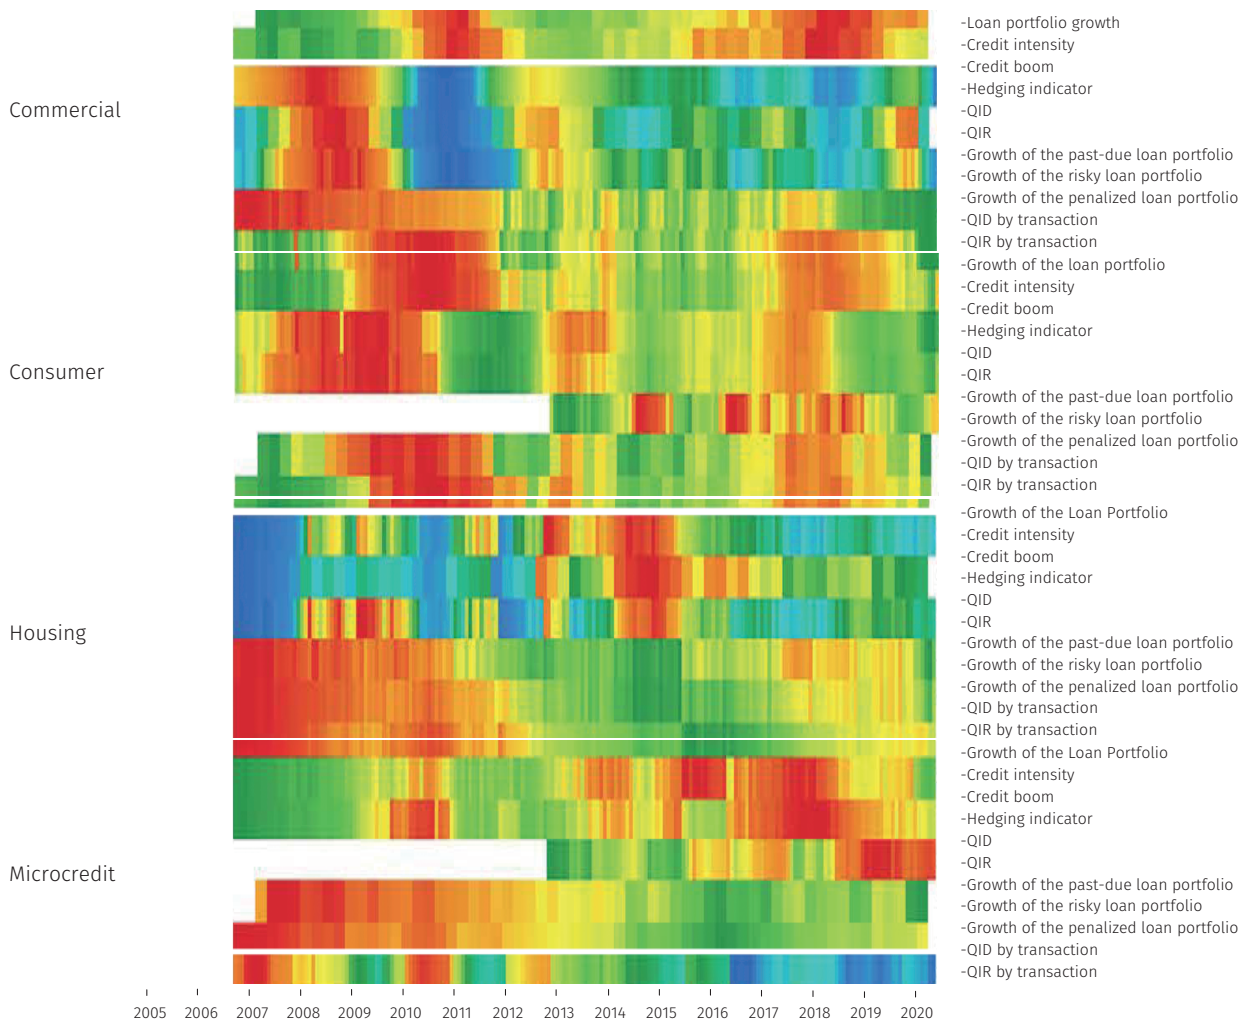 Commercial
-Loan portfolio growth
-Credit intensity
-Credit boom
-Hedging indicator
-QID
-QIR
-Growth of the past-due loan portfolio
-Growth of the risky loan portfolio
-Growth of the penalized loan portfolio
-QID by transaction
-QIR by transaction
Consumer
-Growth of the loan portfolio
-Credit intensity
-Credit boom
-Hedging indicator
-QID
-QIR
-Growth of the past-due loan portfolio
-Growth of the risky loan portfolio
-Growth of the penalized loan portfolio
-QID by transaction
-QIR by transaction
Housing
-Growth of the Loan Portfolio
-Credit intensity
-Credit boom
-Hedging indicator
-QID
-QIR
-Growth of the past-due loan portfolio
-Growth of the risky loan portfolio
-Growth of the penalized loan portfolio
-QID by transaction
-QIR by transaction
Microcredit
-Growth of the Loan Portfolio
-Credit intensity
-Credit boom
-Hedging indicator
-QID
-QIR
-Growth of the past-due loan portfolio
-Growth of the risky loan portfolio
-Growth of the penalized loan portfolio
-QID by transaction
-QIR by transaction
2005 2006 2007 2008 2009 2010 2011 2012 2013 2014 2015 2016 2017 2018 2019 2020